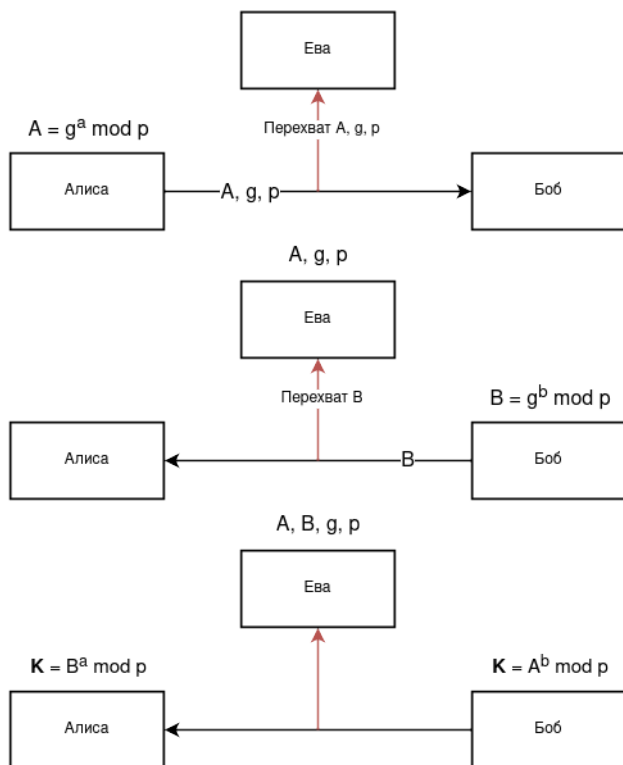 Ева
A = g^a mod p
Перехват A, g, p
Алиса
A, g, p
Боб
A, g, p
Ева
Перехват B
B = g^b mod p
Алиса
B
Боб
A, B, g, p
Ева
K = B^a mod p
K = A^b mod p
Алиса
Боб